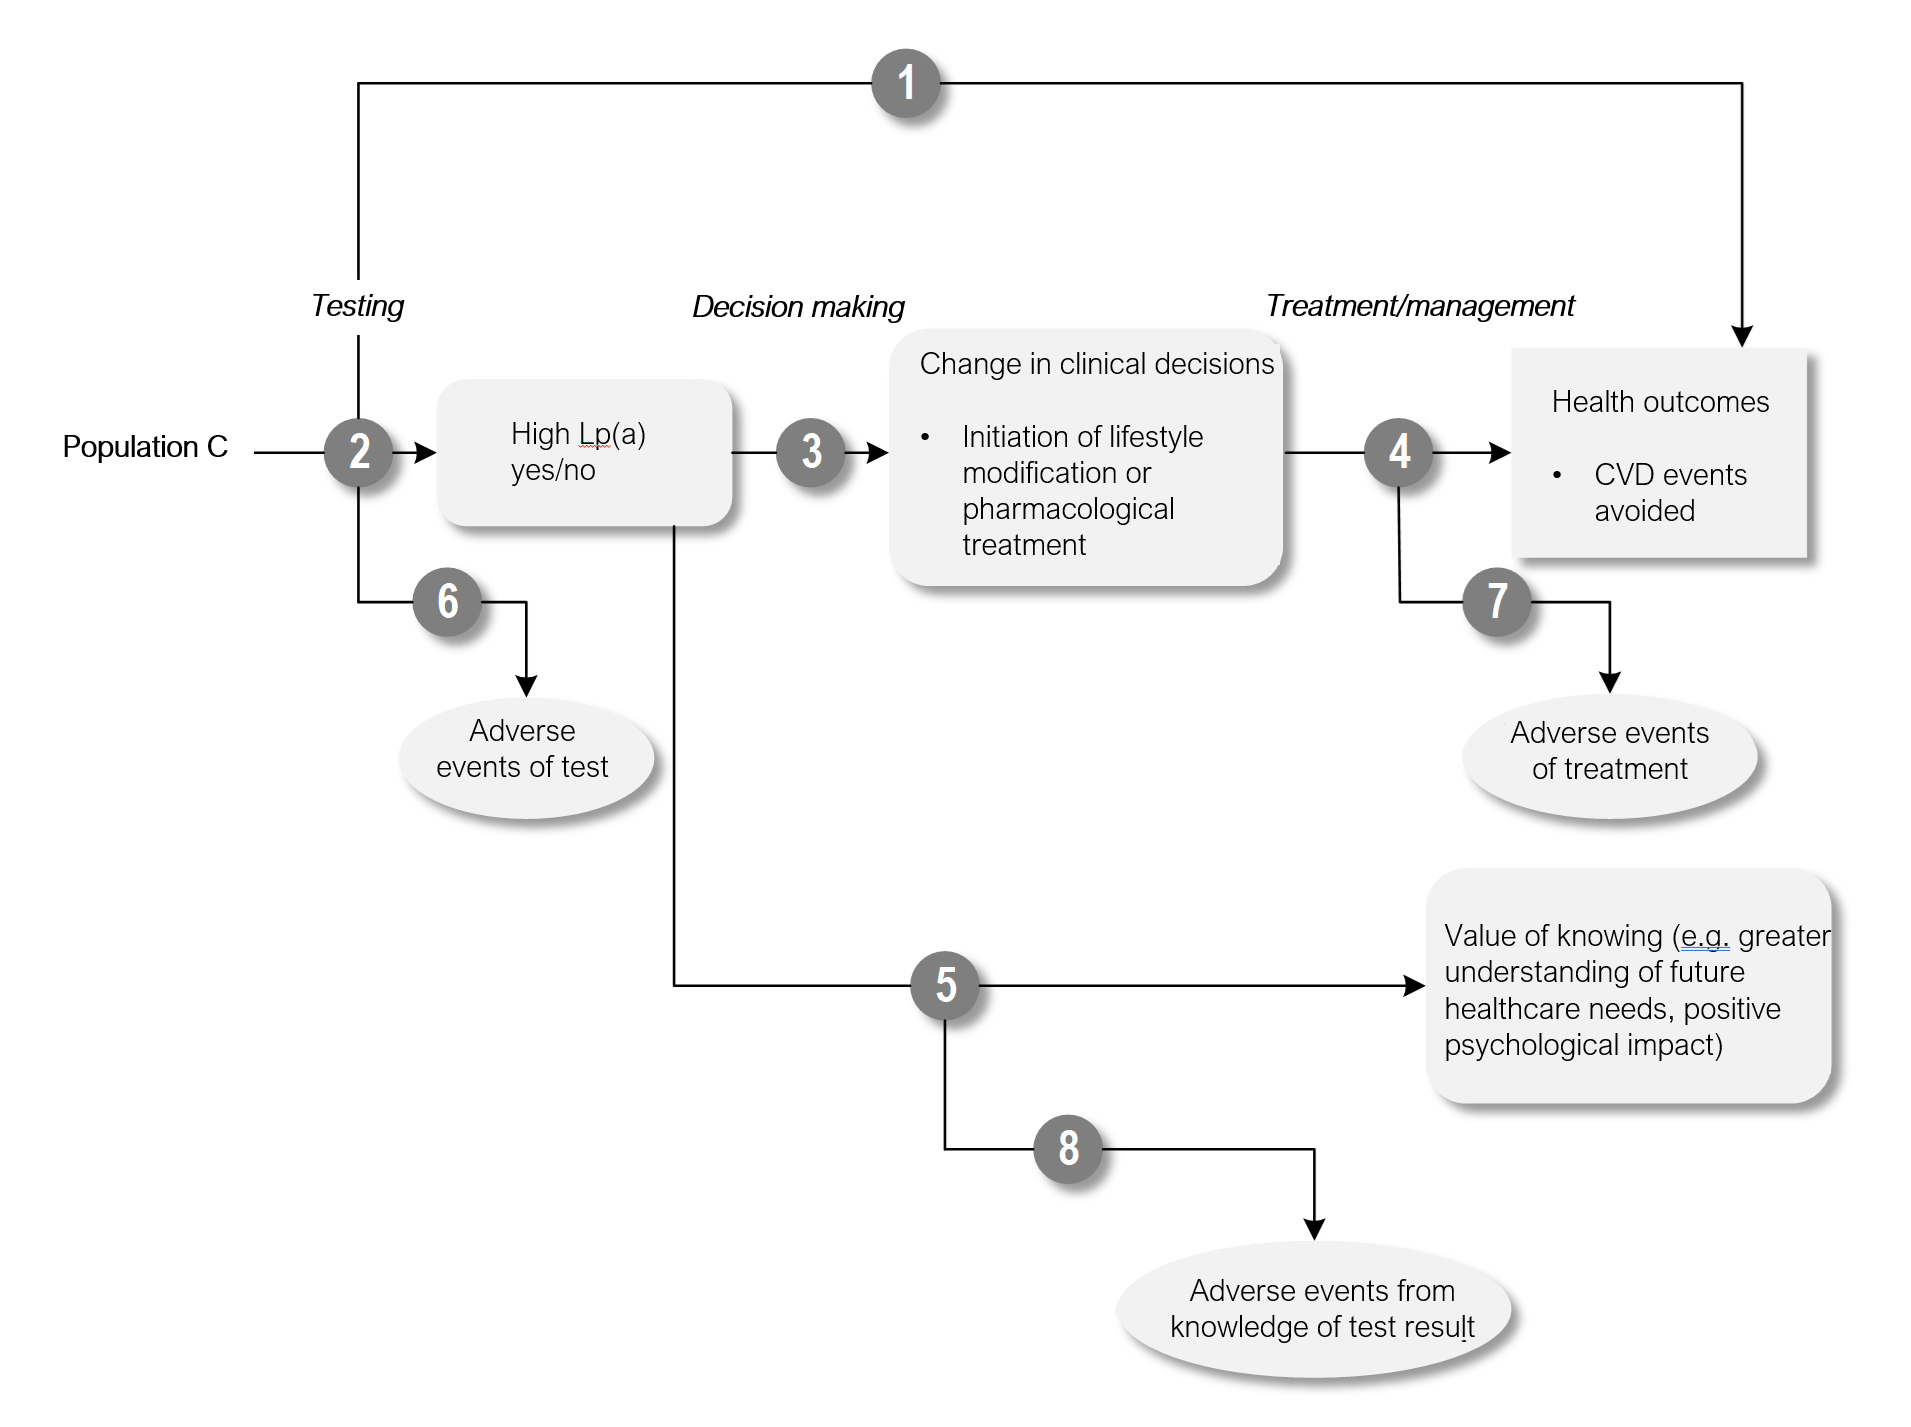 1
Testing
Decision making
Treatment/management
Population C
2
High Lp(a)
yes/no
3
Change in clinical decisions
• Initiation of lifestyle
modification or
pharmacological
treatment
4
Health outcomes
• CVD events
avoided
6
Adverse
events of test
7
Adverse events
of treatment
5
Value of knowing (e.g. greater
understanding of future
healthcare needs, positive
psychological impact)
8
Adverse events from
knowledge of test result